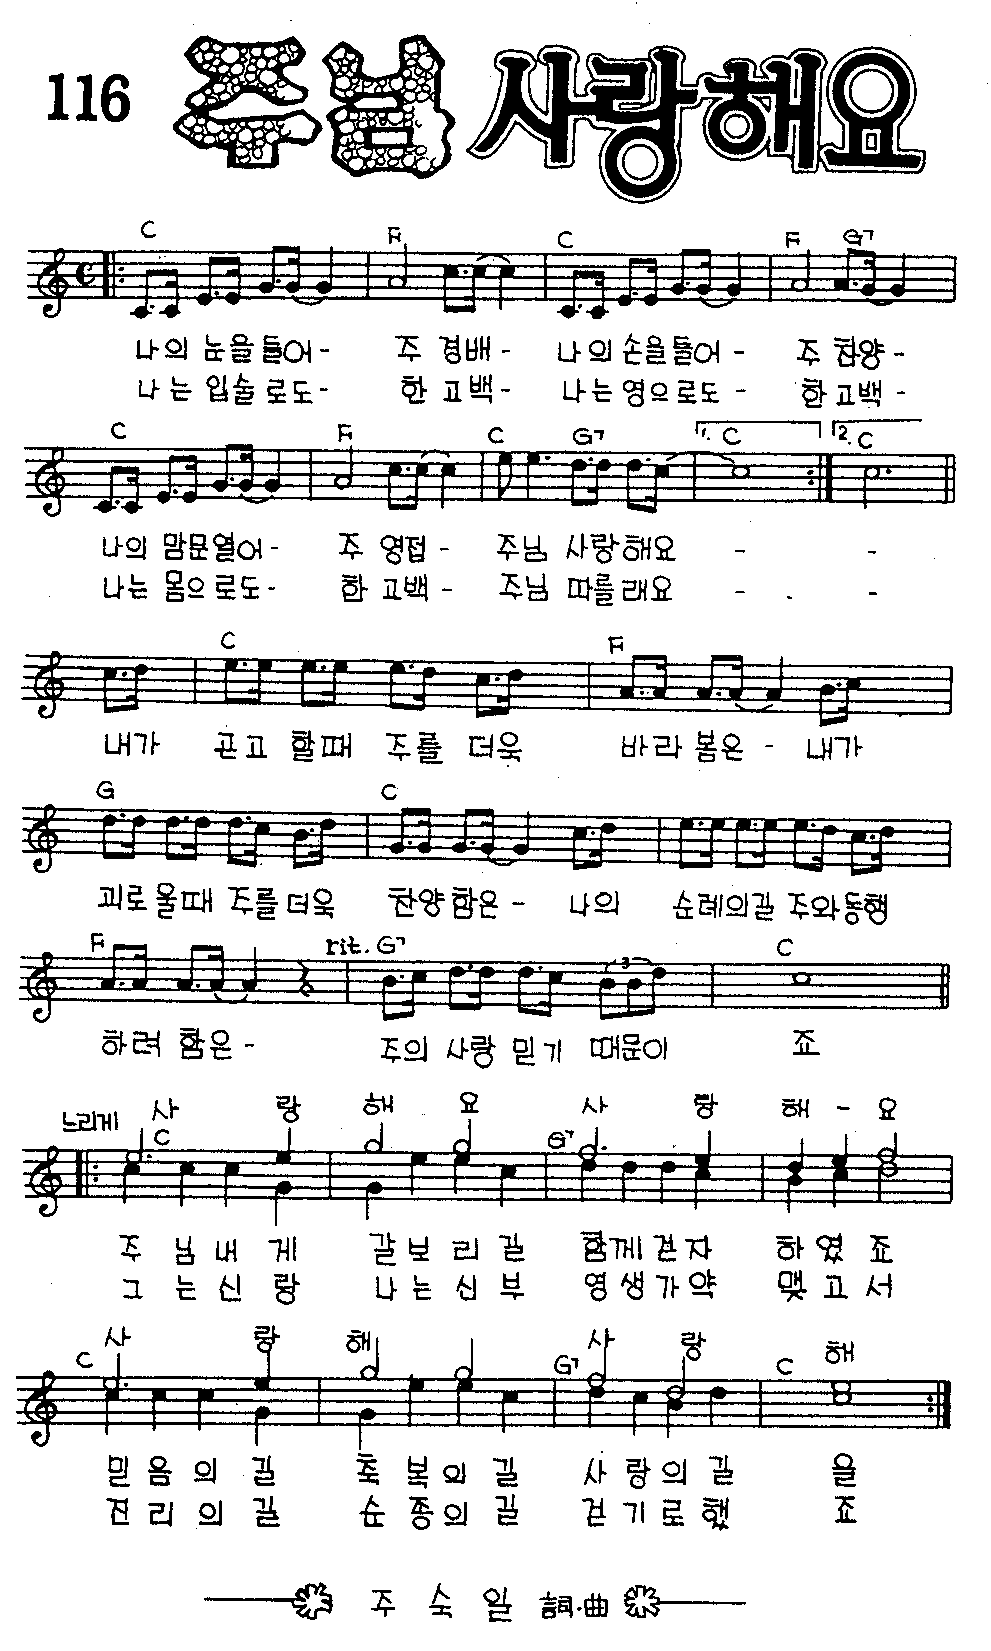 116 주님 사랑해요
C F C F G7
나의 눈을들어- 주 경배- 나의손을들어- 주 찬양-
나는 입술로도- 한 고백- 나는영으로도- 한고백-
C F C G7 1. C 2. C
나의 맘문열어- 주 영접- 주님 사랑해요 - -
나는 몸으로도- 한 고백- 주님 따를래요 - - -
C F
내가 곤고 할때 주를 더욱 바라 봄은- 내가
G C
괴로울때 주를더욱 찬양함은- 나의 순례의길 주와동행
F rit. G7 C
하려 함은- 주의 사랑 믿기 때문이 죠
느리게 사 랑 해 요 사 랑 해 - 요
C G7
3
주 님 내 게 갈 보 리 길 함께걷자 하 였 죠
그 는 신 랑 나 는 신 부 영생가약 맺 고 서
사 랑 해 사 랑 해
C G7 C
믿 음 의 길 축 복 의 길 사 랑 의 길 을
진 리 의 길 순 종 의 길 걷 기 로 했 죠
주 숙 일 詞·曲